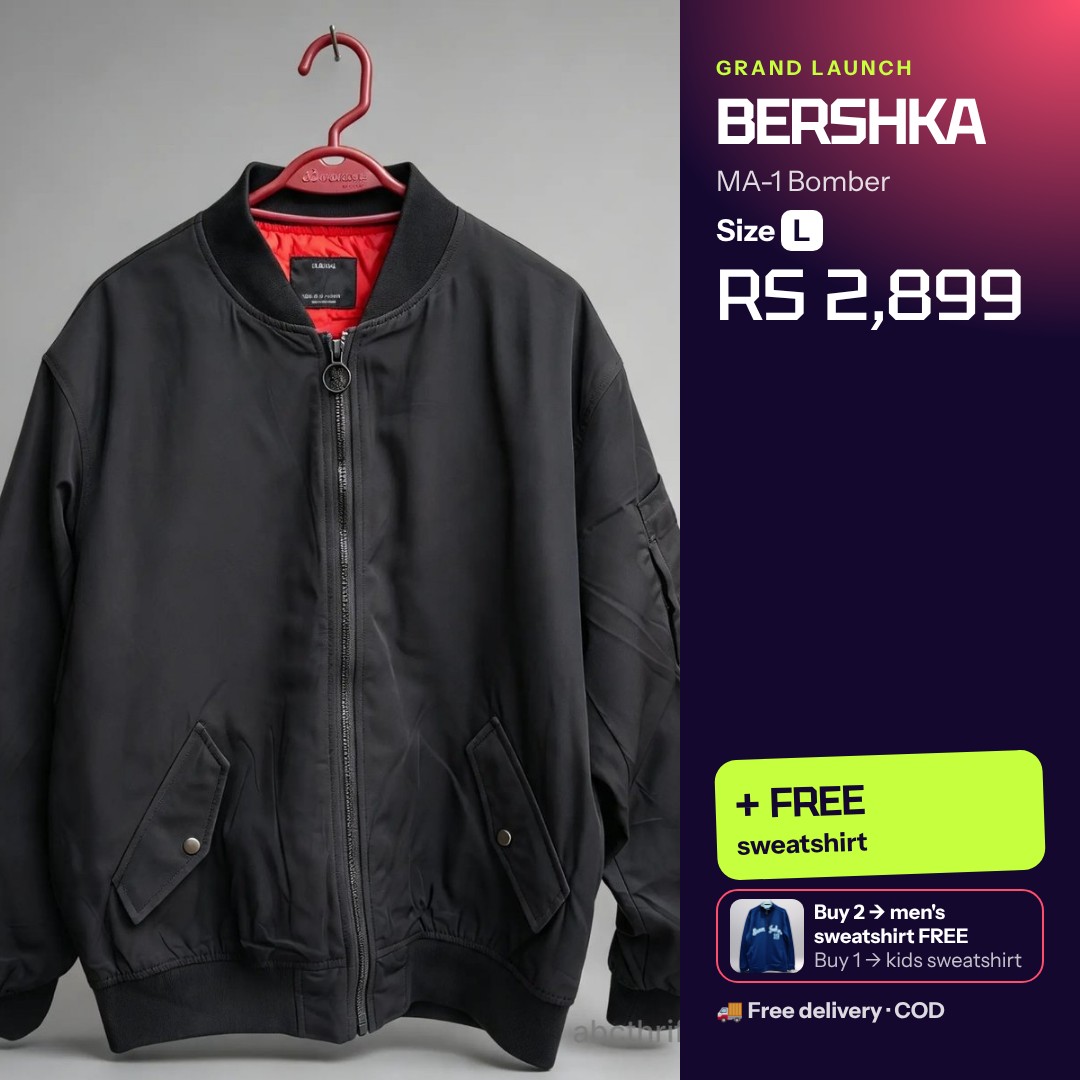 GRAND LAUNCH
BERSHKA
MA-1 Bomber
Size L
RS 2,899
+ FREE
sweatshirt
Buy 2 → men's
sweatshirt FREE
Buy 1 → kids sweatshirt
🚚 Free delivery · COD
abcthrif